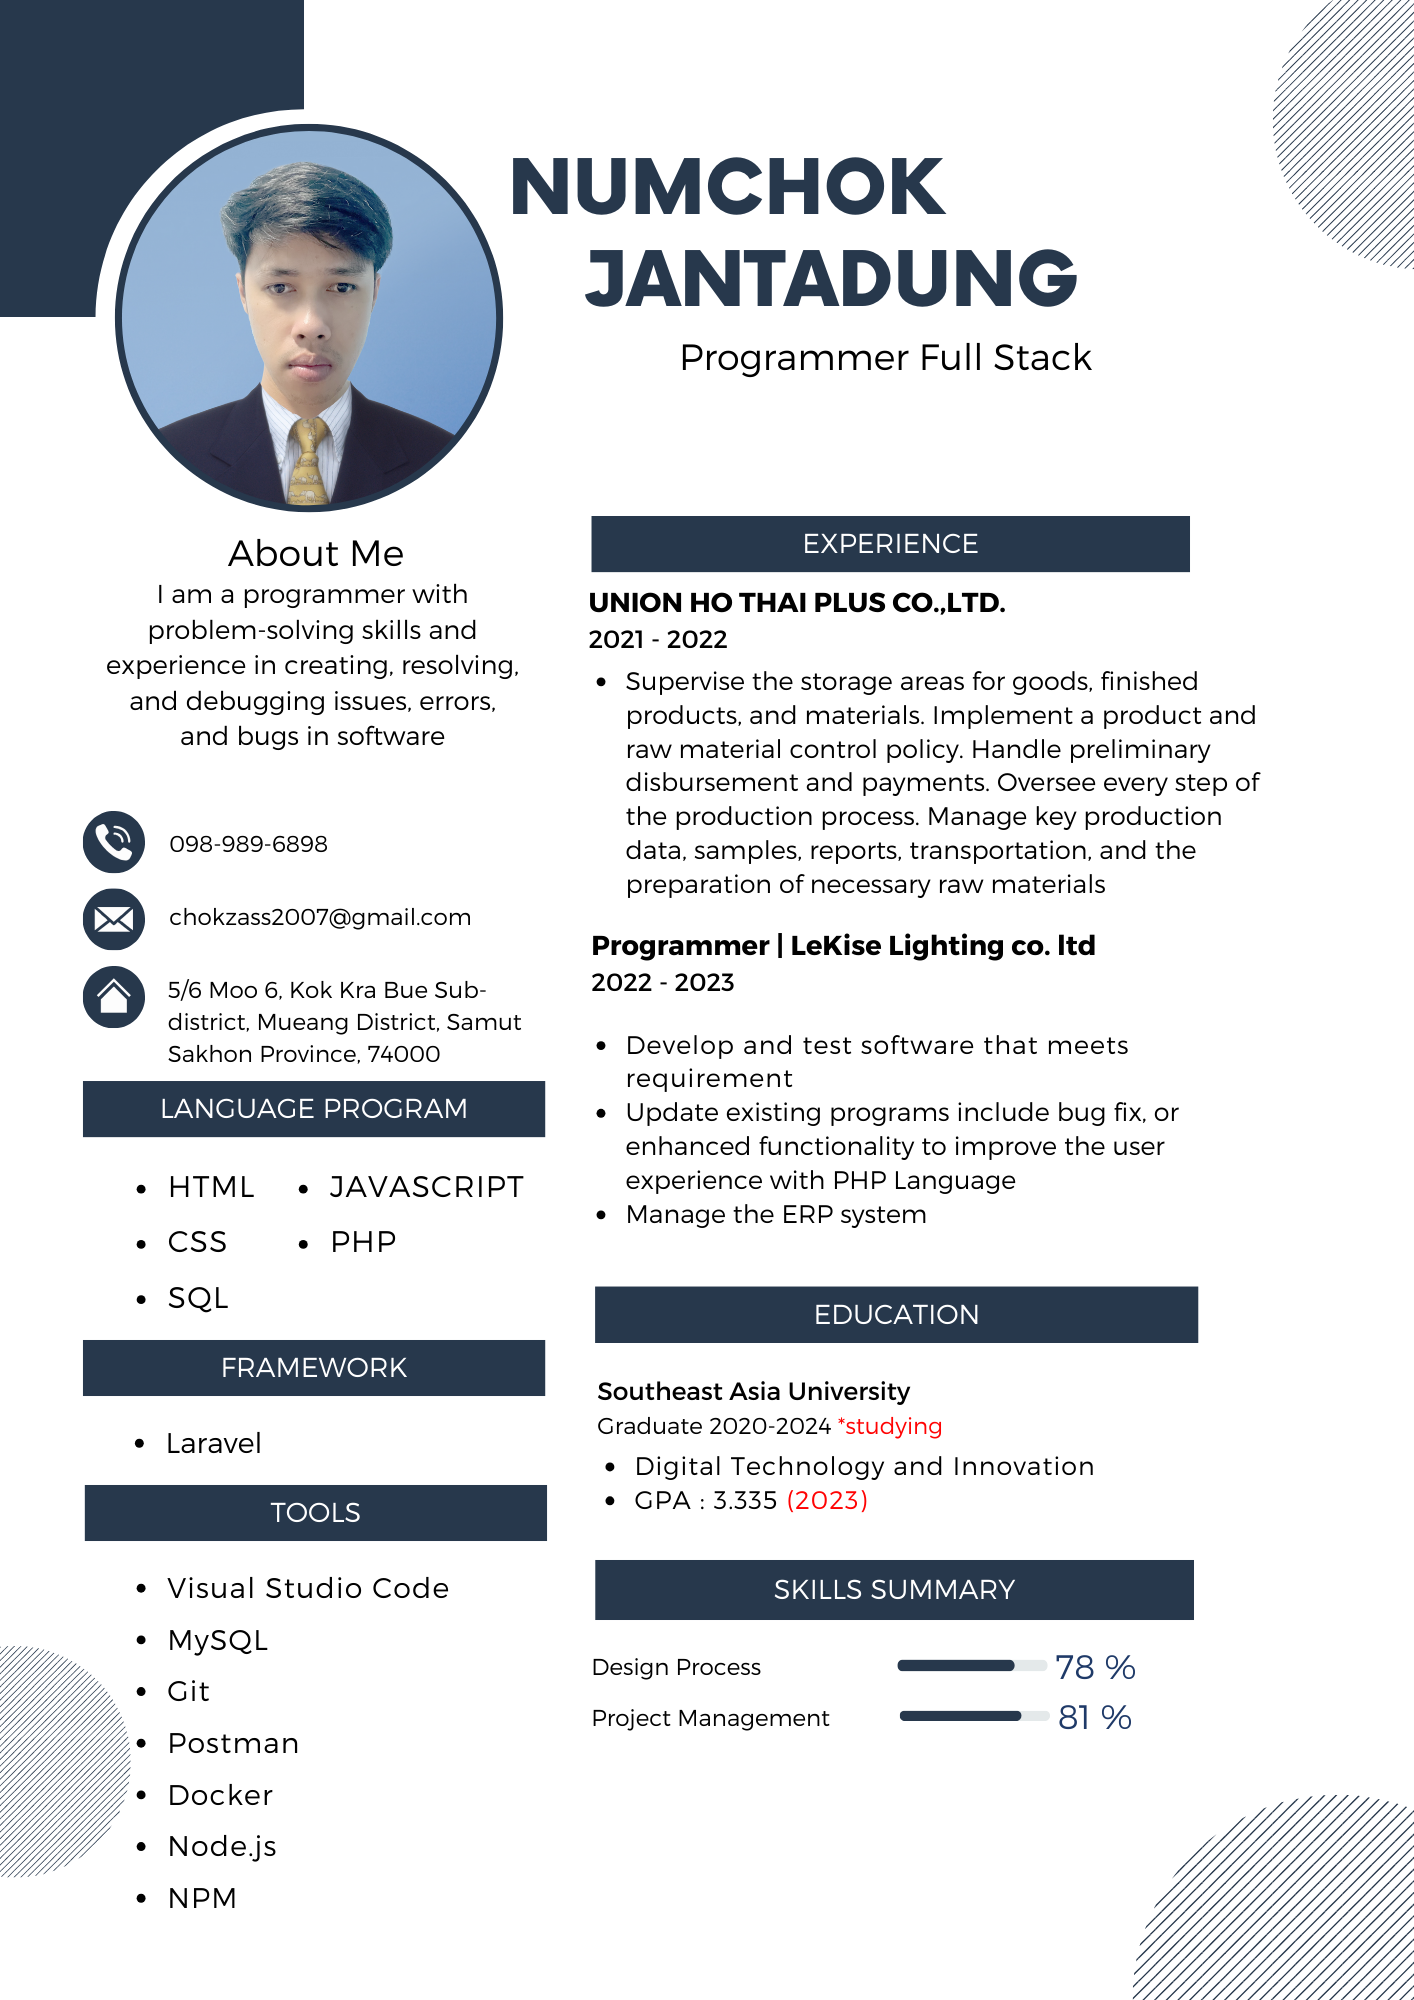 NUMCHOK
JANTADUNG
Programmer Full Stack
About Me
I am a programmer with
problem-solving skills and
experience in creating, resolving,
and debugging issues, errors,
and bugs in software
098-989-6898
chokzass2007@gmail.com
5/6 Moo 6, Kok Kra Bue Sub-
district, Mueang District, Samut
Sakhon Province, 74000
LANGUAGE PROGRAM
• HTML
• CSS
• SQL
• JAVASCRIPT
• PHP
FRAMEWORK
• Laravel
TOOLS
• Visual Studio Code
• MySQL
• Git
• Postman
• Docker
• Node.js
• NPM
EXPERIENCE
UNION HO THAI PLUS CO.,LTD.
2021 - 2022
• Supervise the storage areas for goods, finished
products, and materials. Implement a product and
raw material control policy. Handle preliminary
disbursement and payments. Oversee every step of
the production process. Manage key production
data, samples, reports, transportation, and the
preparation of necessary raw materials
Programmer | LeKise Lighting co. ltd
2022 - 2023
• Develop and test software that meets
requirement
• Update existing programs include bug fix, or
enhanced functionality to improve the user
experience with PHP Language
• Manage the ERP system
EDUCATION
Southeast Asia University
Graduate 2020-2024 *studying
• Digital Technology and Innovation
• GPA : 3.335 (2023)
SKILLS SUMMARY
Design Process 78 %
Project Management 81 %